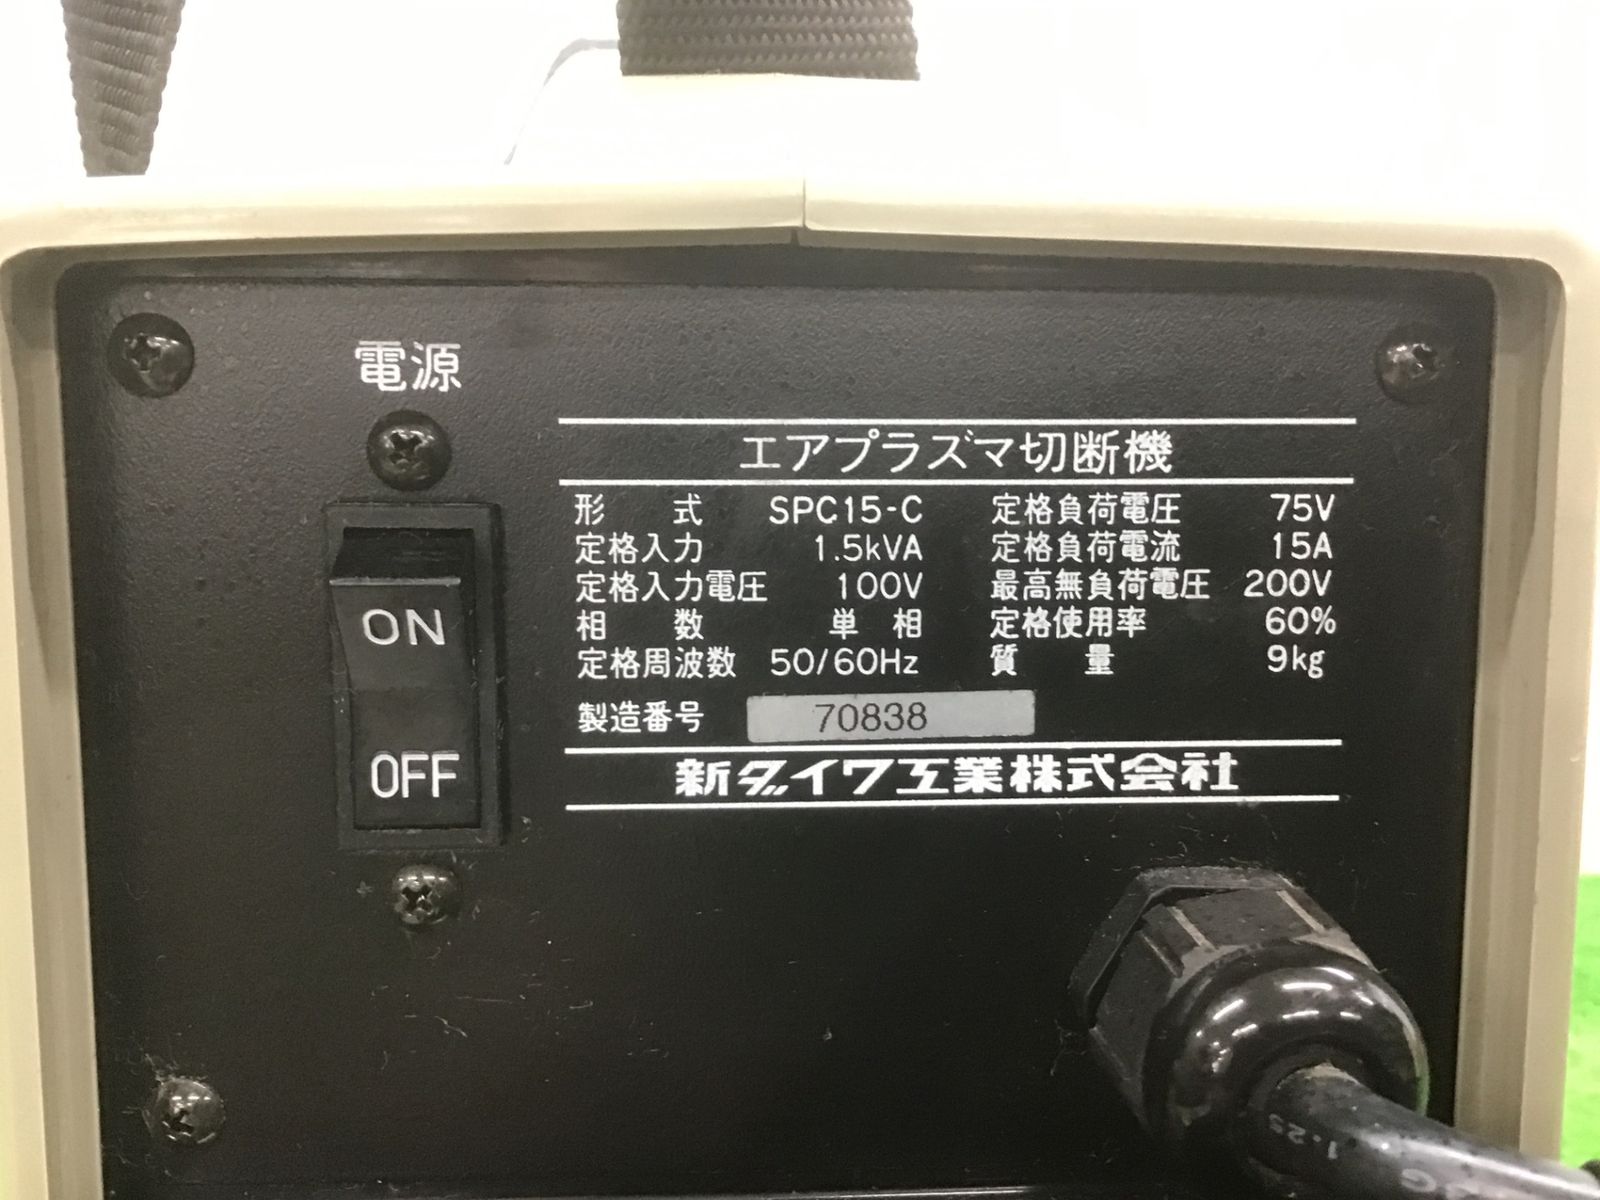 電源
ON
OFF
エアプラズマ切断機
形 式 SPC15-C 定格負荷電圧 75V
定格入力 1.5kVA 定格負荷電流 15A
定格入力電圧 100V 最高無負荷電圧 200V
相 数 単 相 定格使用率 60%
定格周波数 50/60Hz 質 量 9kg
製造番号 70838
新ダイワ工業株式会社
1.25